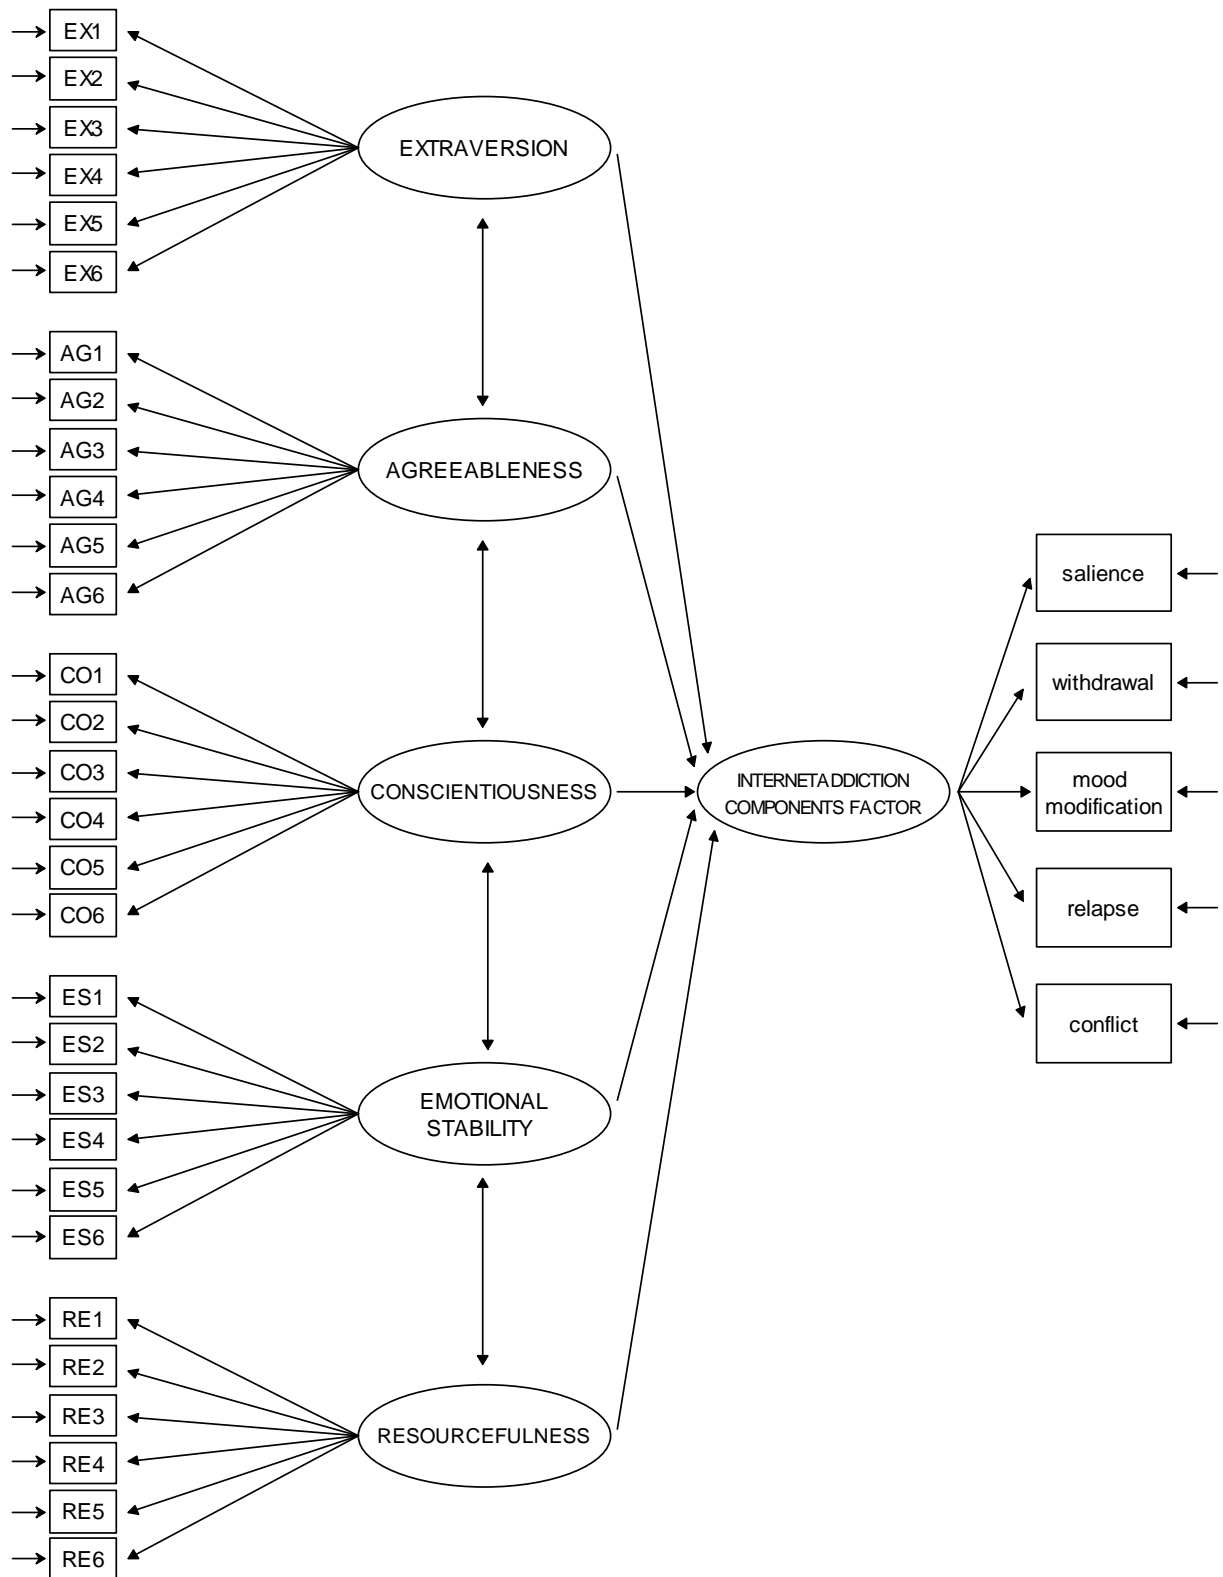 EX1
EX2
EX3
EX4
EX5
EX6
EXTRAVERSION
AG1
AG2
AG3
AG4
AG5
AG6
AGREEABLENESS
CO1
CO2
CO3
CO4
CO5
CO6
CONSCIENTIOUSNESS
ES1
ES2
ES3
ES4
ES5
ES6
EMOTIONAL
STABILITY
RE1
RE2
RE3
RE4
RE5
RE6
RESOURCEFULNESS
INTERNET ADDICTION
COMPONENTS FACTOR
salience
withdrawal
mood
modification
relapse
conflict